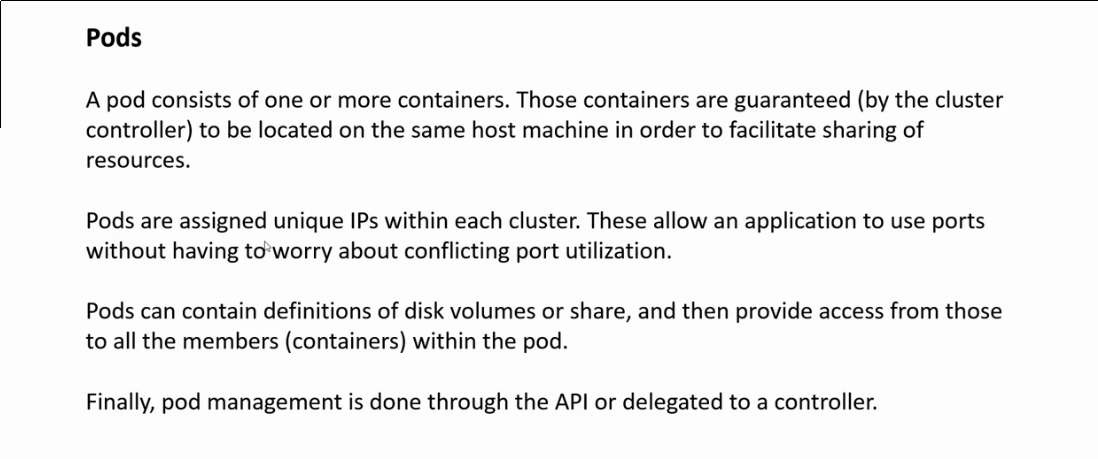 Pods
A pod consists of one or more containers. Those containers are guaranteed (by the cluster
controller) to be located on the same host machine in order to facilitate sharing of
resources.
Pods are assigned unique IPs within each cluster. These allow an application to use ports
without having to worry about conflicting port utilization.
Pods can contain definitions of disk volumes or share, and then provide access from those
to all the members (containers) within the pod.
Finally, pod management is done through the API or delegated to a controller.